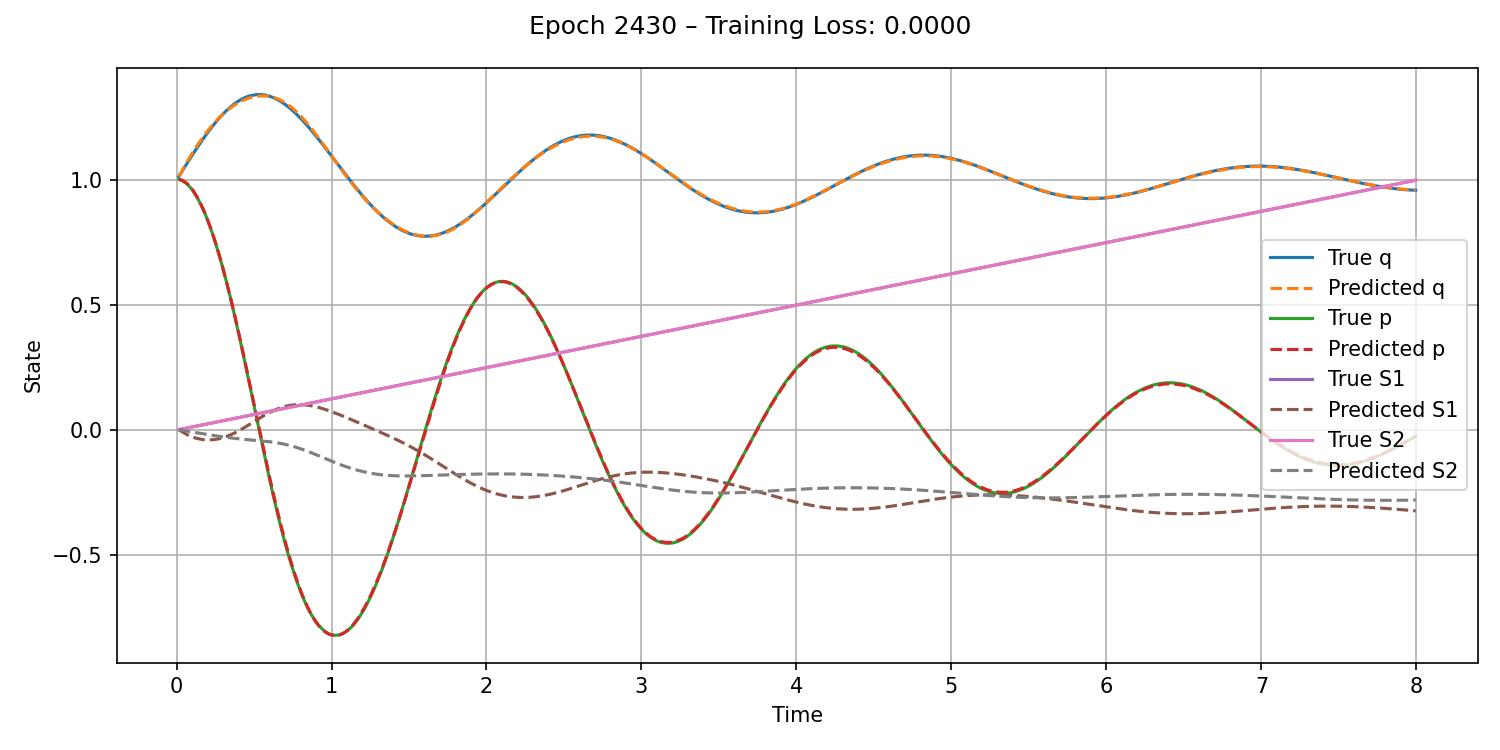 Epoch 2430 – Training Loss: 0.0000
State
1.0
0.5
0.0
−0.5
True q
Predicted q
True p
Predicted p
True S1
Predicted S1
True S2
Predicted S2
0 1 2 3 4 5 6 7 8
Time